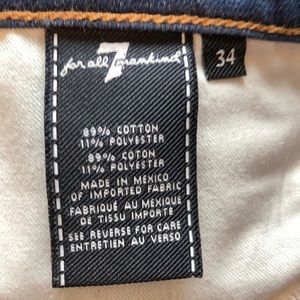 7
for all mankind
34
89% COTTON
11% POLYESTER
89% COTON
11% POLYESTER
MADE IN MEXICO
OF IMPORTED FABRIC
FABRIQUÉ AU MEXIQUE
DE TISSU IMPORTE
SEE REVERSE FOR CARE
ENTRETIEN AU VERSO